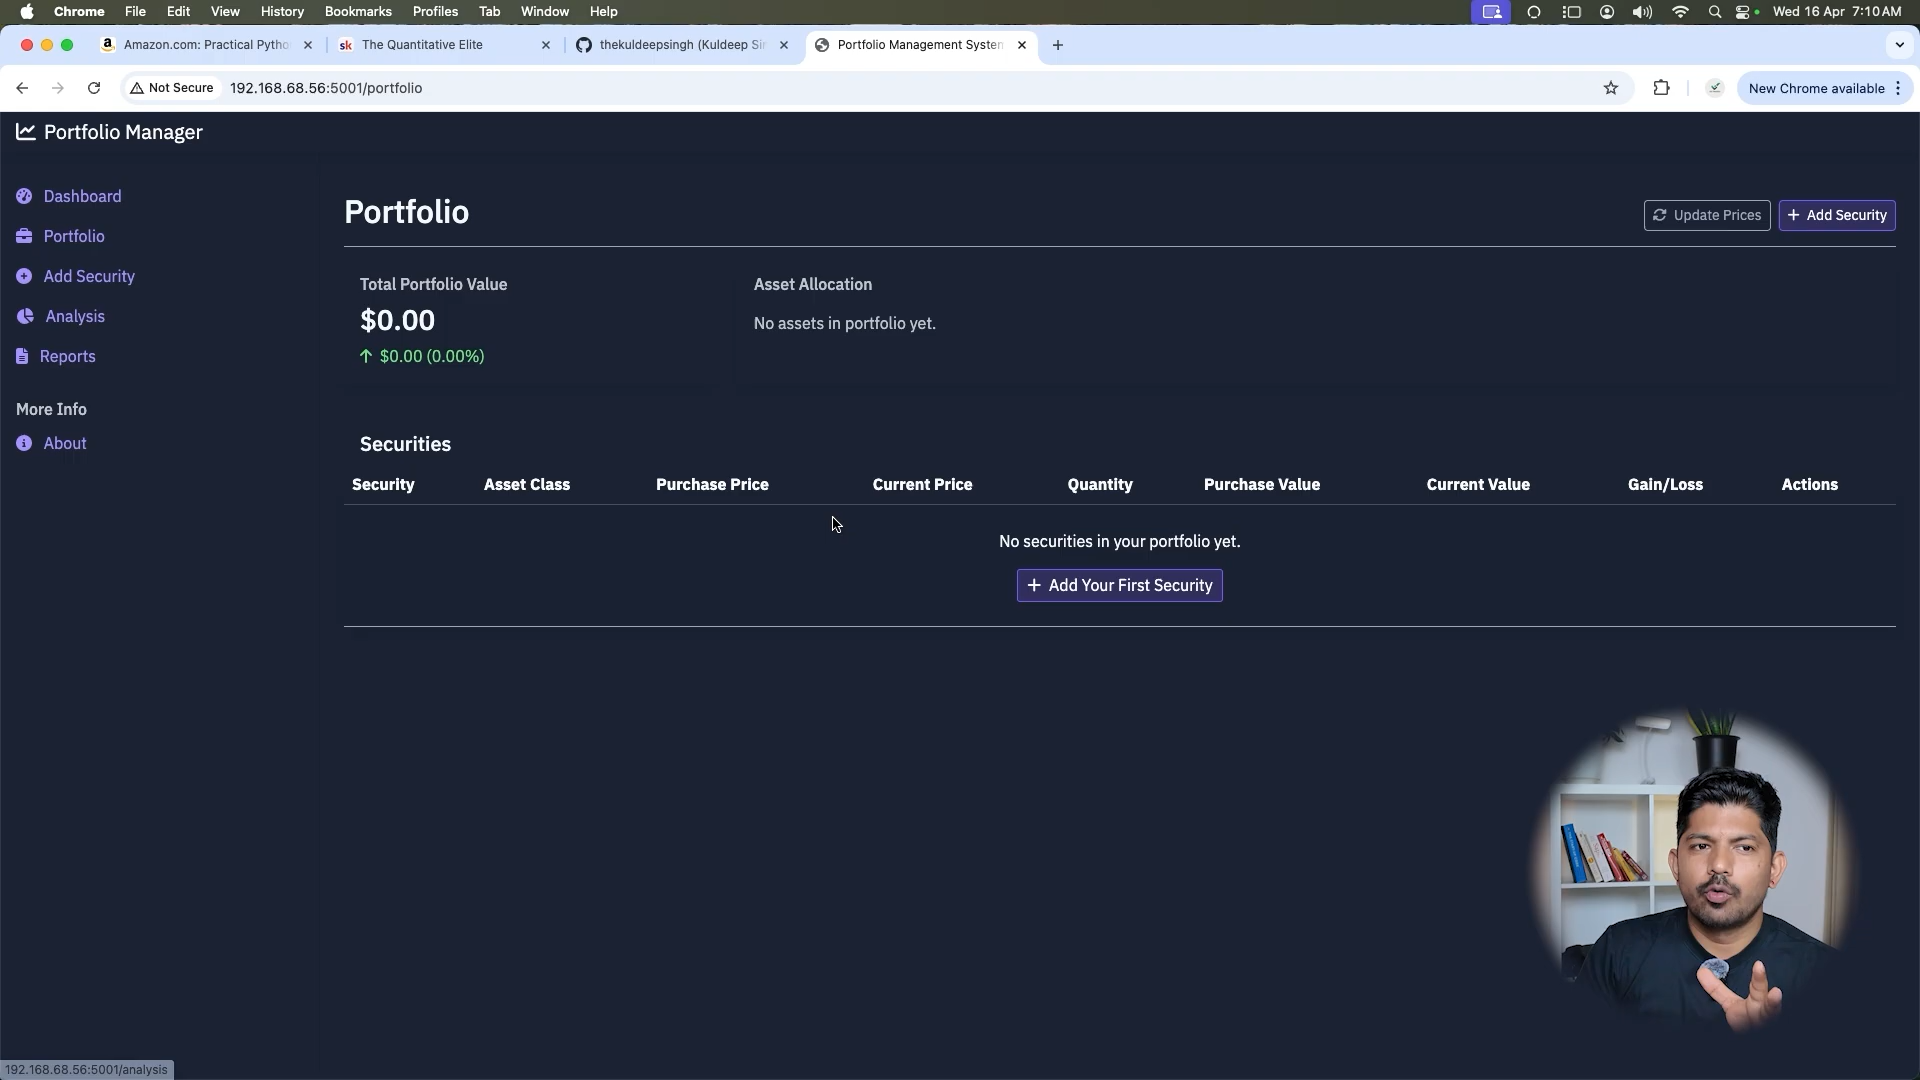 Chrome File Edit View History Bookmarks Profiles Tab Window Help Wed 16 Apr 7:10 AM
Amazon.com: Practical Pytho The Quantitative Elite thekuldeepsingh (Kuldeep Sin Portfolio Management System
Not Secure 192.168.68.56:5001/portfolio New Chrome available
Portfolio Manager
Dashboard
Portfolio
Add Security
Analysis
Reports
More Info
About
Portfolio
Update Prices
+ Add Security
Total Portfolio Value
$0.00
↑ $0.00 (0.00%)
Asset Allocation
No assets in portfolio yet.
Securities
Security Asset Class Purchase Price Current Price Quantity Purchase Value Current Value Gain/Loss Actions
No securities in your portfolio yet.
+ Add Your First Security
192.168.68.56:5001/analysis